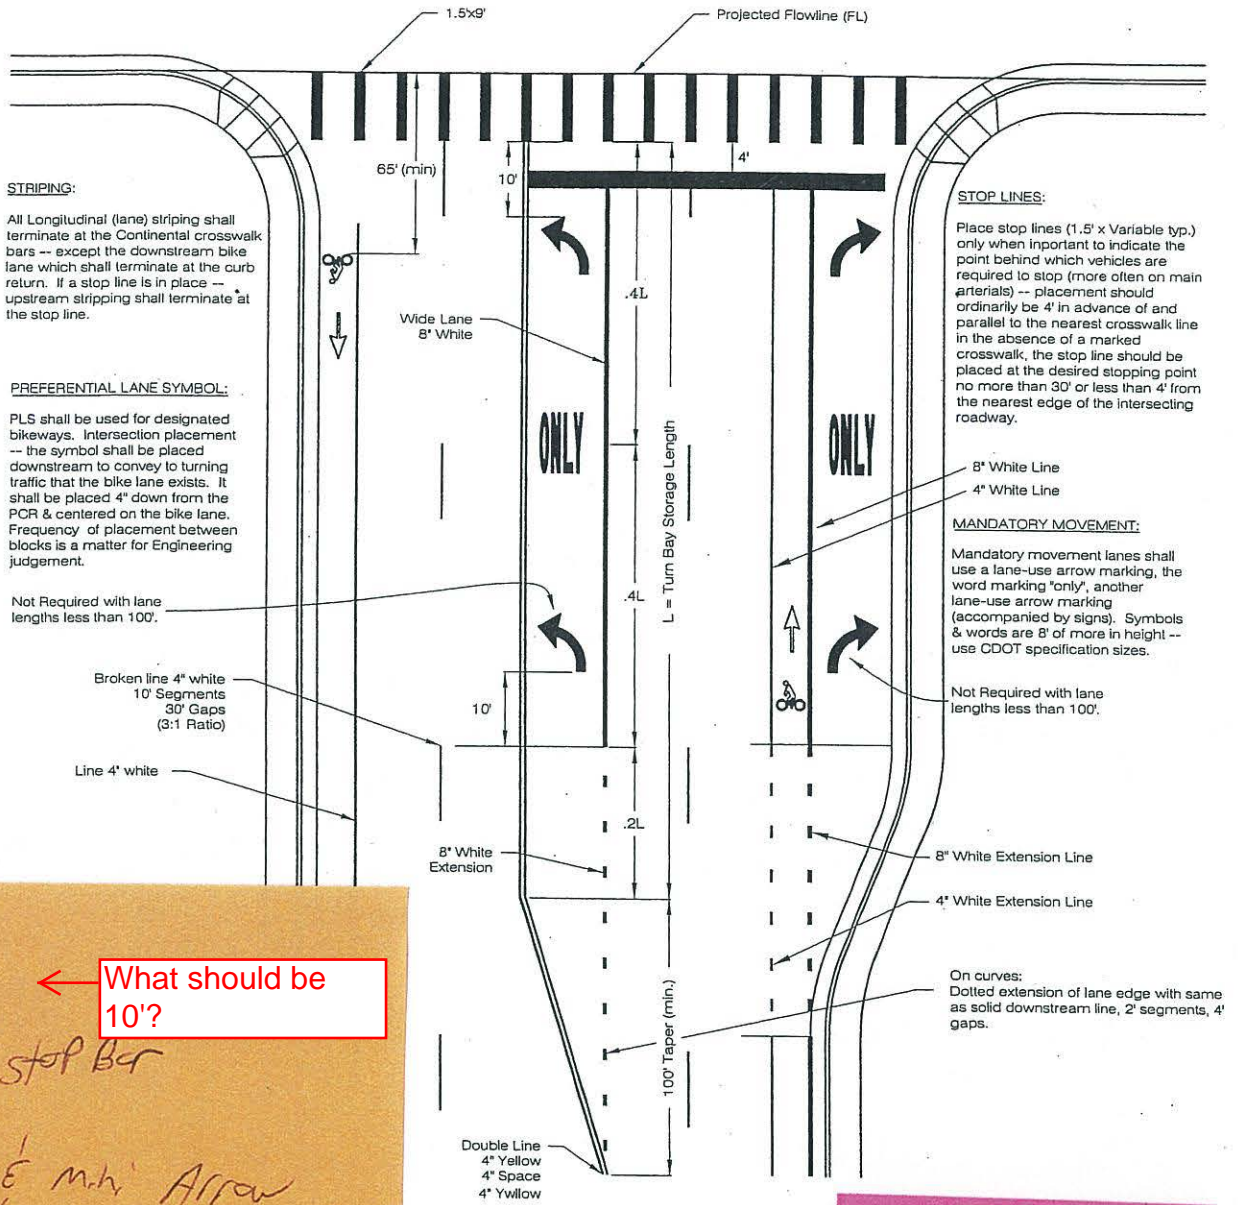 1.5'x9'
Projected Flowline (FL)
65' (min)
10'
4'
STRIPING:
All Longitudinal (lane) striping shall
terminate at the Continental crosswalk
bars -- except the downstream bike
lane which shall terminate at the curb
return. If a stop line is in place --
upstream stripping shall terminate at
the stop line.
STOP LINES:
Place stop lines (1.5' x Variable typ.)
only when inportant to indicate the
point behind which vehicles are
required to stop (more often on main
arterials) -- placement should
ordinarily be 4' in advance of and
parallel to the nearest crosswalk line
in the absence of a marked
crosswalk, the stop line should be
placed at the desired stopping point
no more than 30' or less than 4' from
the nearest edge of the intersecting
roadway.
.4L
Wide Lane
8" White
PREFERENTIAL LANE SYMBOL:
PLS shall be used for designated
bikeways. Intersection placement
-- the symbol shall be placed
downstream to convey to turning
traffic that the bike lane exists. It
shall be placed 4" down from the
PCR & centered on the bike lane.
Frequency of placement between
blocks is a matter for Engineering
judgement.
ONLY
ONLY
L = Turn Bay Storage Length
8" White Line
4" White Line
MANDATORY MOVEMENT:
Mandatory movement lanes shall
use a lane-use arrow marking, the
word marking "only", another
lane-use arrow marking
(accompanied by signs). Symbols
& words are 8' of more in height --
use CDOT specification sizes.
Not Required with lane
lengths less than 100'.
.4L
Broken line 4" white
10' Segments
30' Gaps
(3:1 Ratio)
10'
Not Required with lane
lengths less than 100'.
Line 4" white
.2L
8" White
Extension
8" White Extension Line
4" White Extension Line
What should be
10'?
On curves:
Dotted extension of lane edge with same
as solid downstream line, 2' segments, 4'
gaps.
100' Taper (min.)
Stop Bar
Arrow
Double Line
4" Yellow
4" Space
4" Ywllow